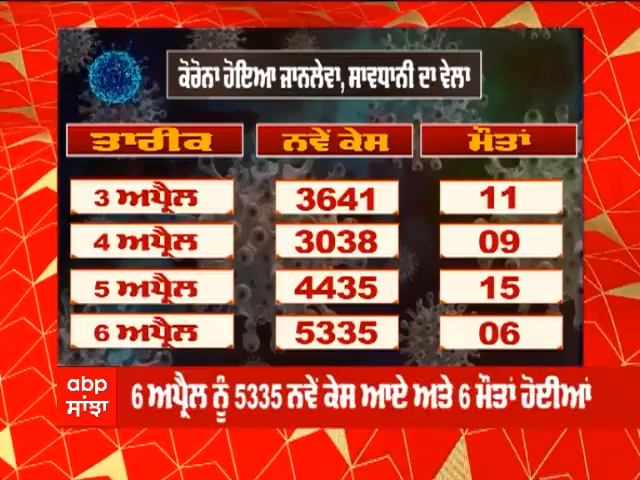 ਕੋਰੋਨਾ ਹੋਇਆ ਜਾਨਲੇਵਾ, ਸਾਵਧਾਨੀ ਦਾ ਵੇਲਾ
ਤਾਰੀਕ ਨਵੇਂ ਕੇਸ ਮੌਤਾਂ
3 ਅਪ੍ਰੈਲ 3641 11
4 ਅਪ੍ਰੈਲ 3038 09
5 ਅਪ੍ਰੈਲ 4435 15
6 ਅਪ੍ਰੈਲ 5335 06
abp
ਸਾਂਝਾ
6 ਅਪ੍ਰੈਲ ਨੂੰ 5335 ਨਵੇਂ ਕੇਸ ਆਏ ਅਤੇ 6 ਮੌਤਾਂ ਹੋਈਆਂ